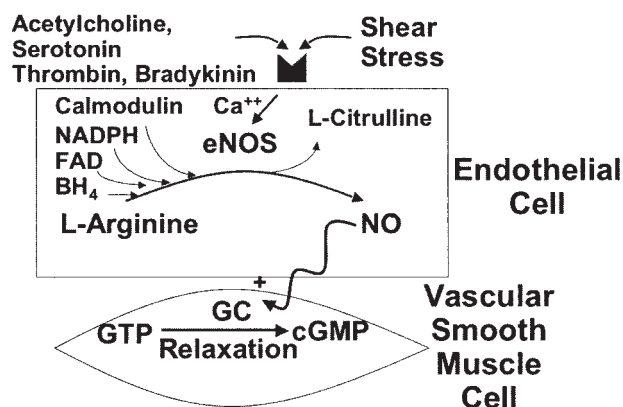 Acetylcholine,
Serotonin
Thrombin, Bradykinin
Shear
Stress
Calmodulin
Ca++
L-Citrulline
NADPH
eNOS
FAD
BH4
L-Arginine
NO
Endothelial
Cell
+
GC
GTP
cGMP
Relaxation
Vascular
Smooth
Muscle
Cell